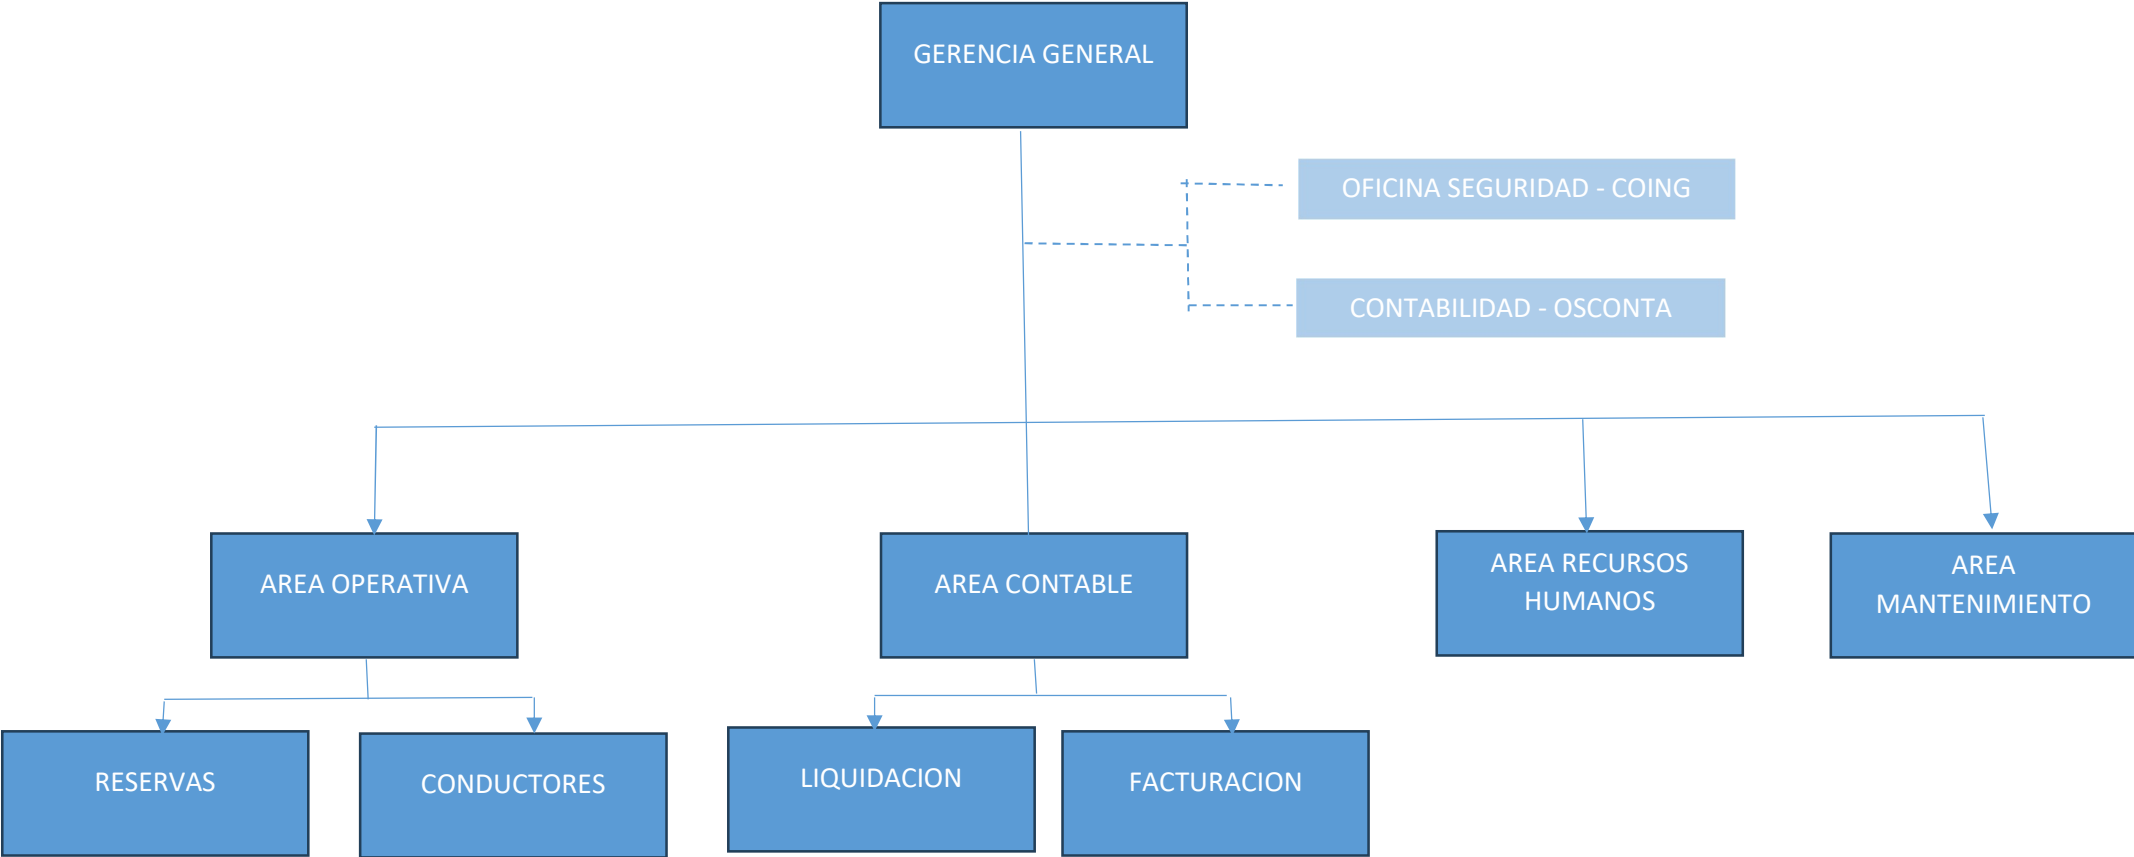 GERENCIA GENERAL
OFICINA SEGURIDAD - COING
CONTABILIDAD - OSCONTA
AREA OPERATIVA
AREA CONTABLE
AREA RECURSOS
HUMANOS
AREA
MANTENIMIENTO
RESERVAS
CONDUCTORES
LIQUIDACION
FACTURACION